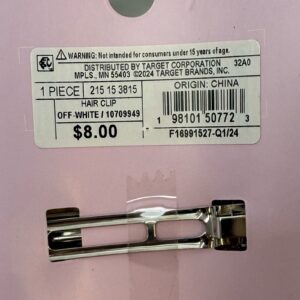 WARNING: Not intended for consumers under 15 years of age.
DISTRIBUTED BY TARGET CORPORATION 32A0
MPLS., MN 55403 ©2024 TARGET BRANDS, INC.
1 PIECE 215 15 3815
ORIGIN: CHINA
HAIR CLIP
OFF-WHITE / 10709949
$8.00
1 98101 50772 3
F16991527-Q1/24